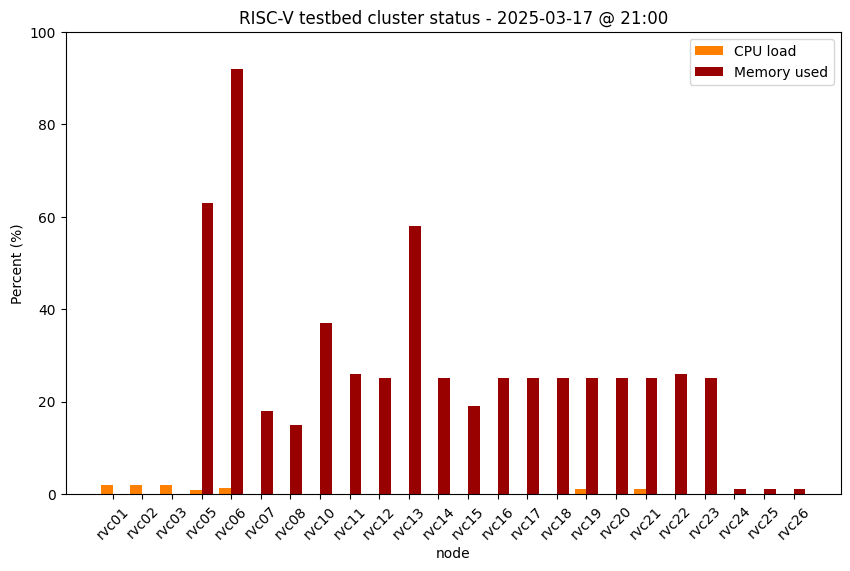 RISC-V testbed cluster status - 2025-03-17 @ 21:00
CPU load
Memory used
Percent (%)
100
80
60
40
20
0
rvc01 rvc02 rvc03 rvc05 rvc06 rvc07 rvc08 rvc10 rvc11 rvc12 rvc13 rvc14 rvc15 rvc16 rvc17 rvc18 rvc19 rvc20 rvc21 rvc22 rvc23 rvc24 rvc25 rvc26
node